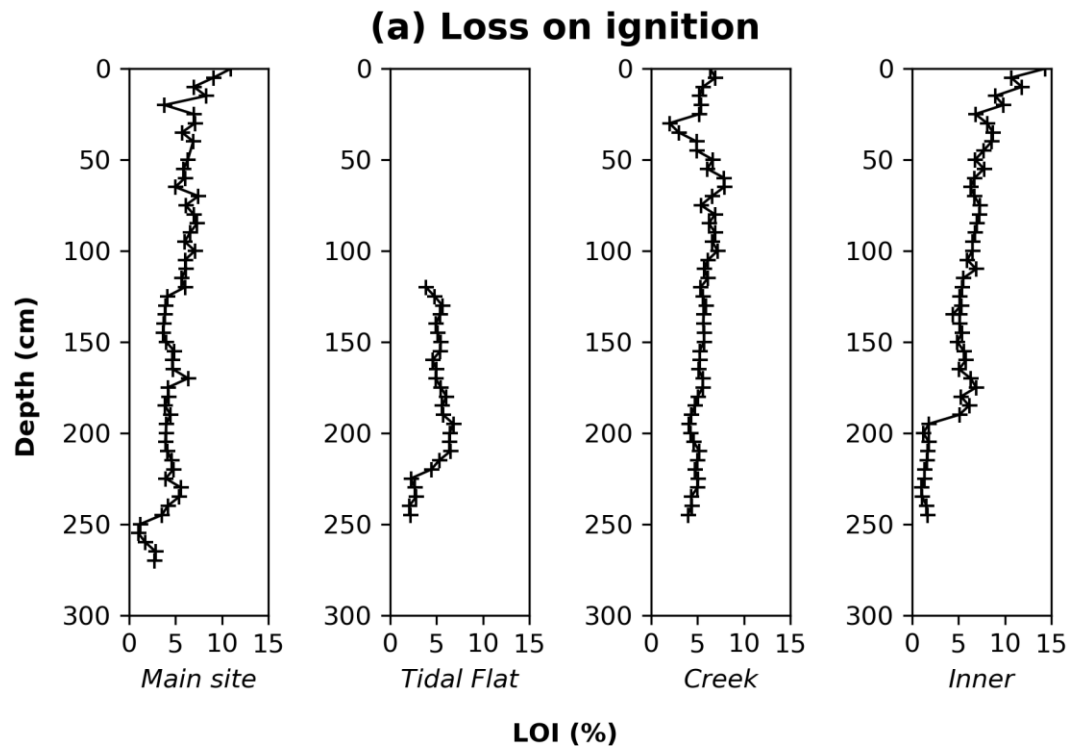 (a) Loss on ignition
0 0 0 0
50 50 50 50
100 100 100 100
150 150 150 150
200 200 200 200
250 250 250 250
300 300 300 300
Depth (cm)
0 5 10 15 0 5 10 15 0 5 10 15 0 5 10 15
Main site Tidal Flat Creek Inner
LOI (%)